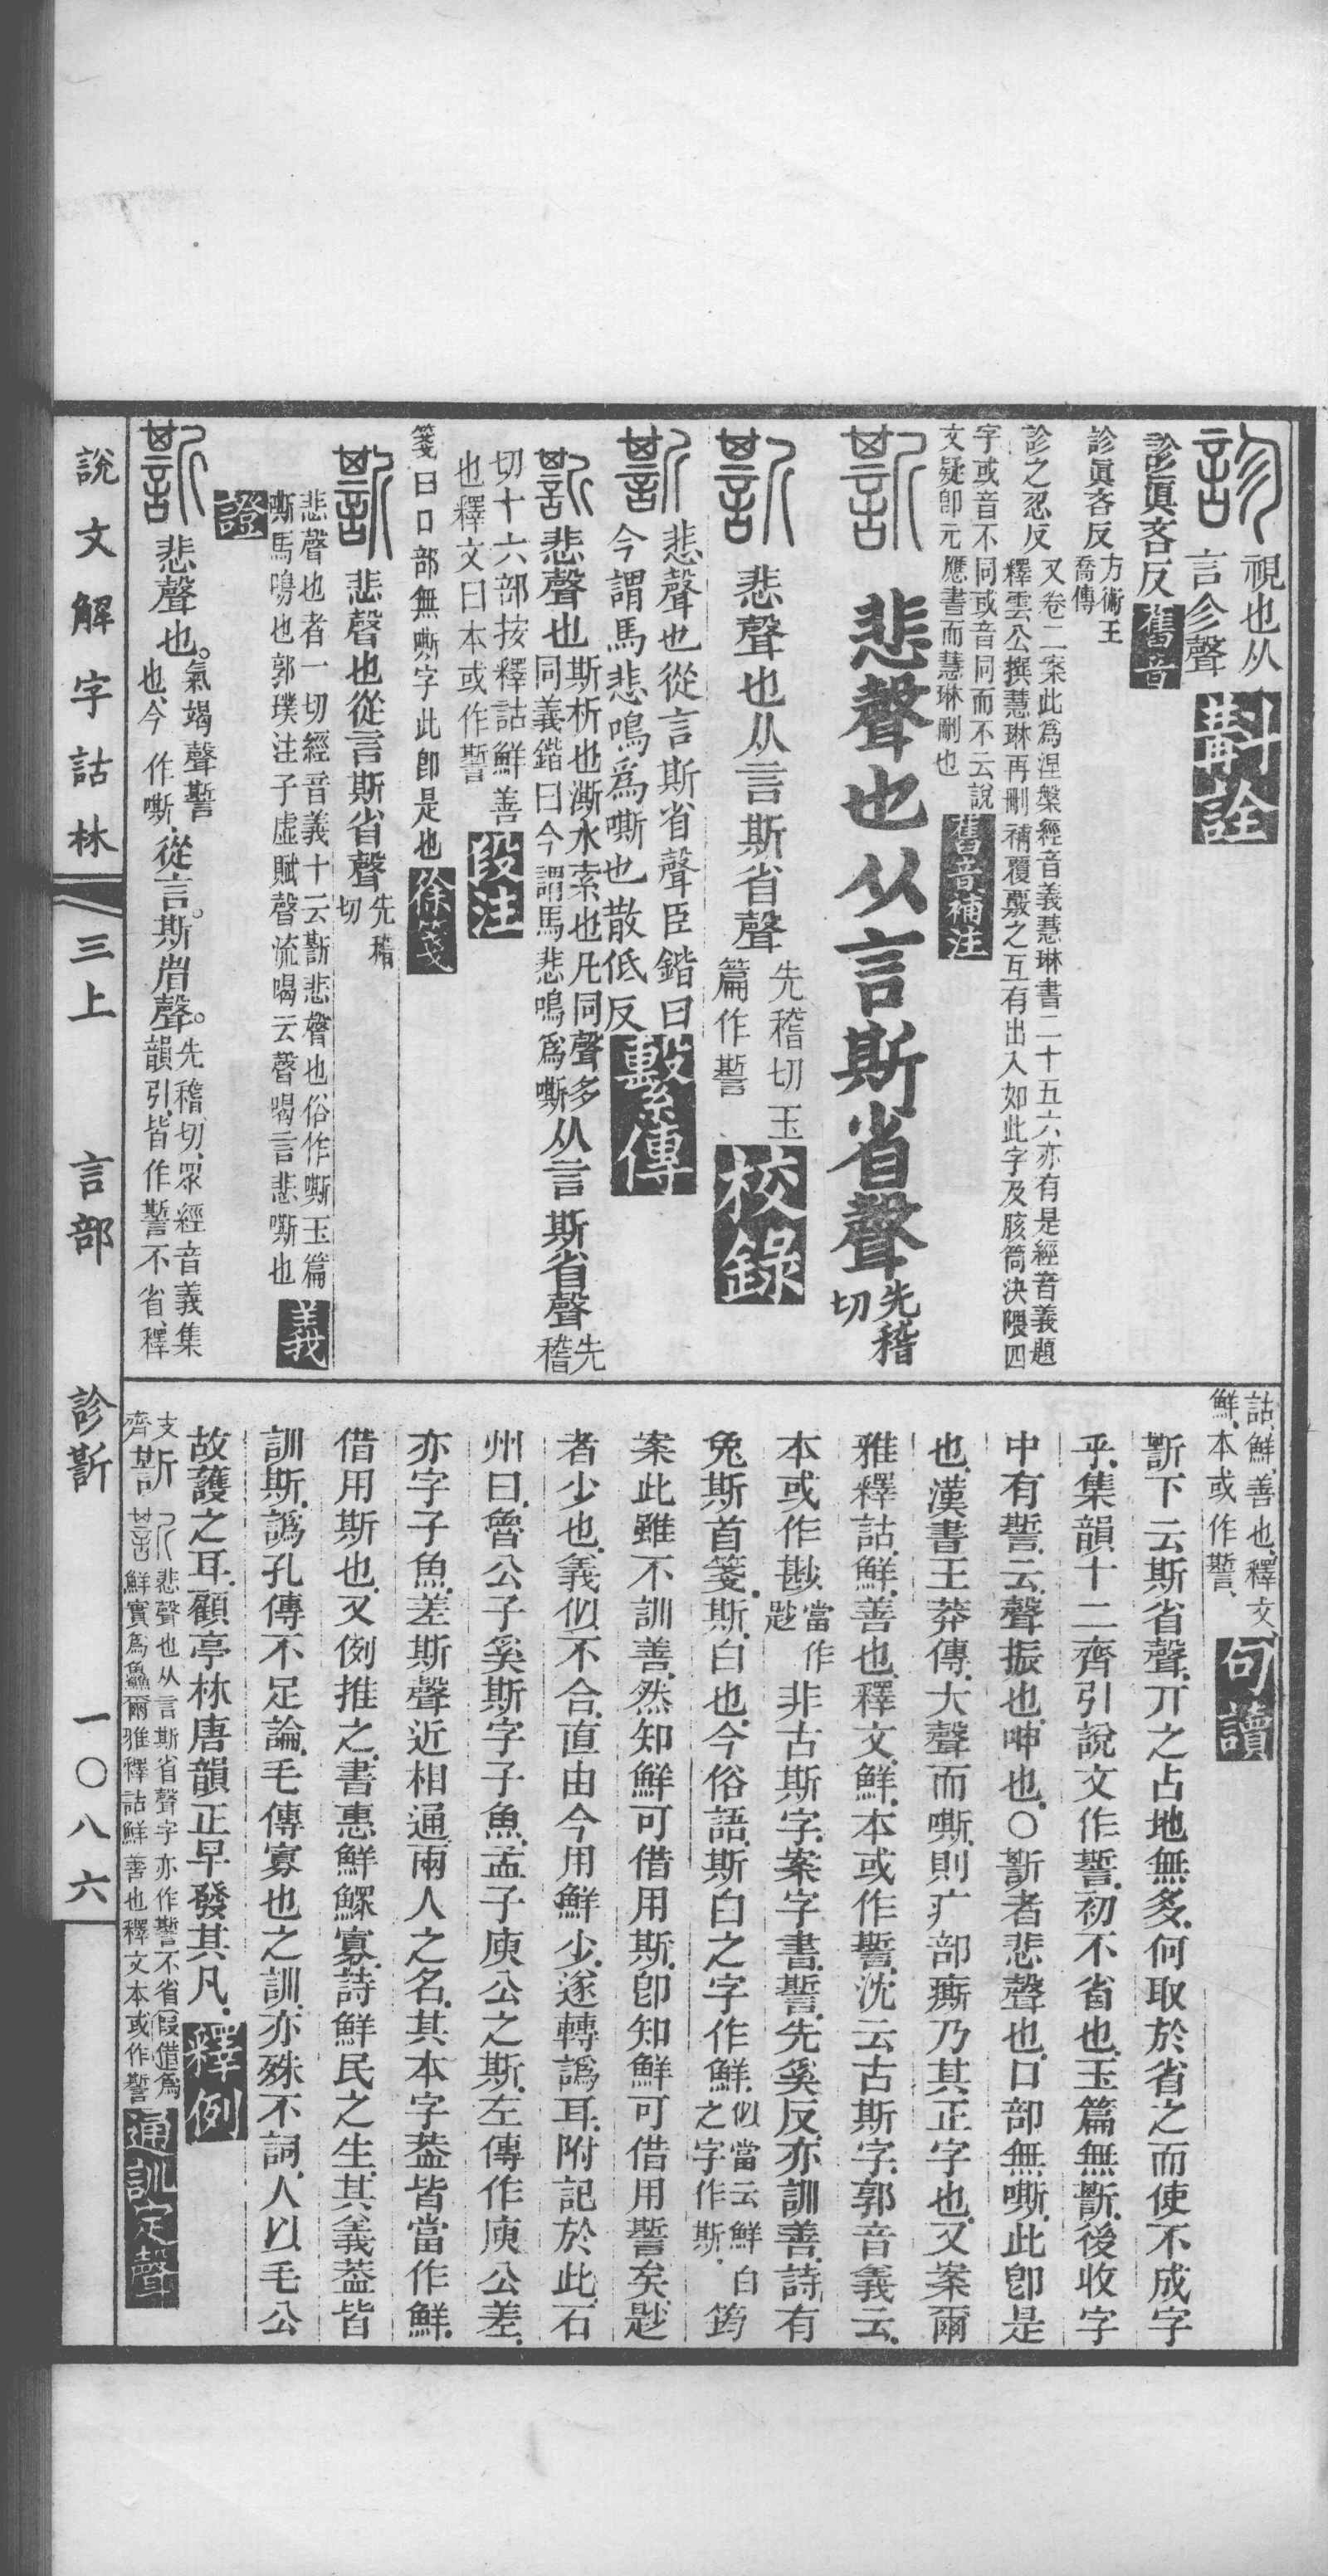 診 視也从言㐱聲 斠詮
診眞吝反 舊音
診眞吝反 方術王喬傳
診之忍反 又卷二案此爲涅槃經音義慧琳書二十五六亦有是經音義題釋雲公撰慧琳再刪補覆覈之互有出入如此字及胲筒決隈四
字或音不同或音同而不云說文疑卽元應書而慧琳刪也 舊音補注
𧩫 悲聲也从言斯省聲 先稽切
𧩫 悲聲也从言斯省聲 先稽切玉篇作謺 校錄
𧩫 悲聲也從言斯省聲臣鍇曰今謂馬悲鳴爲嘶也散低反 繫傳
𧩫 悲聲也 斯析也澌水索也凡同聲多同義鍇曰今謂馬悲鳴爲嘶 从言斯省聲 先稽
切十六部按釋詁鮮善也釋文曰本或作𧫢 段注
箋曰口部無嘶字此卽是也 徐箋
𧩫 悲聲也從言斯省聲 先稽切
悲聲也者一切經音義十云𧩫悲聲也俗作嘶玉篇嘶馬鳴也郭璞注子虛賦聲流喝云聲喝言悲嘶也 義
證
𧩫 悲聲也。氣竭聲𧫢也、今作嘶、從言。斯省聲。先稽切、眾經音義集韻引、皆作𧫢不省、釋
詁、鮮、善也、釋文、鮮、本或作𧫢、 句讀
𧩫下云斯省聲、丌之占地無多、何取於省之而使不成字
乎、集韻十二齊引說文作𧫢、初不省也、玉篇無𧩫、後收字
中有𧫢、云、聲振也、呻也、○𧩫者悲聲也、口部無嘶、此卽是
也、漢書王莽傳、大聲而嘶、則疒部㾷乃其正字也、又案爾
雅釋詁、鮮、善也、釋文、鮮、本或作𧫢、沈云古斯字、郭音義云、
本或作尠 當作尟 非古斯字、案字書、𧫢、先奚反、亦訓善、詩有
兔斯首箋、斯、白也、今俗語、斯白之字作鮮、似當云鮮白之字作斯、筠
案此雖不訓善、然知鮮可借用斯、卽知鮮可借用𧫢矣、尟
者少也、義似不合、直由今用鮮少、遂轉譌耳、附記於此、石
州曰、魯公子奚斯字子魚、孟子庾公之斯、左傳作庾公差、
亦字子魚、差斯聲近相通、兩人之名、其本字葢皆當作鮮、
借用斯也、又例推之、書惠鮮鰥寡、詩鮮民之生、其義葢皆
訓斯、譌孔傳不足論、毛傳寡也之訓、亦殊不詞、人以毛公
故護之耳、顧亭林唐韻正早發其凡、 釋例
支齊𧩫 悲聲也从言斯省聲字亦作𧫢不省假借爲鮮實爲鱻爾雅釋詁鮮善也釋文本或作𧫢 通訓定聲
說文解字詁林 三上 言部 診𧩫 一〇八六